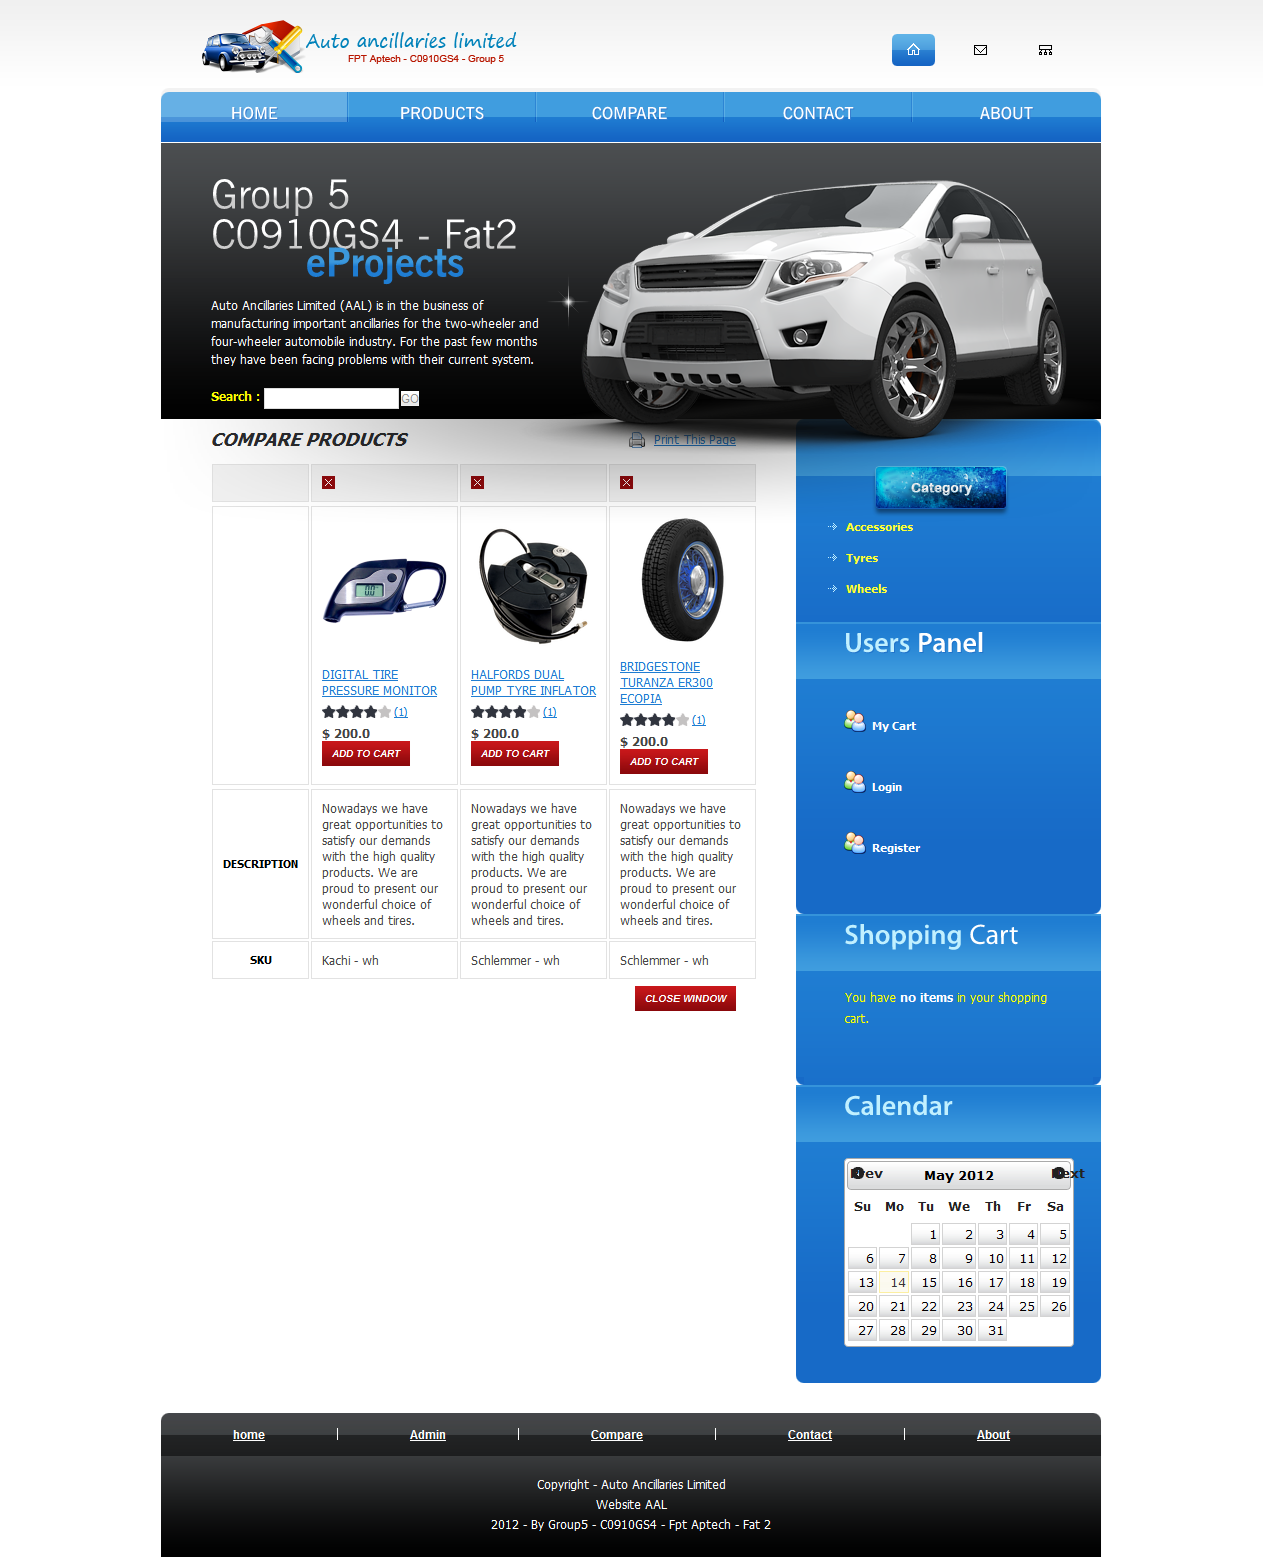 Auto ancillaries limited
FPT Aptech - C0910GS4 - Group 5
HOME PRODUCTS COMPARE CONTACT ABOUT
Group 5
C0910GS4 - Fat2
eProjects
Auto Ancillaries Limited (AAL) is in the business of
manufacturing important ancillaries for the two-wheeler and
four-wheeler automobile industry. For the past few months
they have been facing problems with their current system.
Search : GO
COMPARE PRODUCTS
Print This Page
DIGITAL TIRE
PRESSURE MONITOR
(1)
$ 200.0
ADD TO CART
HALFORDS DUAL
PUMP TYRE INFLATOR
(1)
$ 200.0
ADD TO CART
BRIDGESTONE
TURANZA ER300
ECOPIA
(1)
$ 200.0
ADD TO CART
DESCRIPTION
Nowadays we have
great opportunities to
satisfy our demands
with the high quality
products. We are
proud to present our
wonderful choice of
wheels and tires.
Nowadays we have
great opportunities to
satisfy our demands
with the high quality
products. We are
proud to present our
wonderful choice of
wheels and tires.
Nowadays we have
great opportunities to
satisfy our demands
with the high quality
products. We are
proud to present our
wonderful choice of
wheels and tires.
SKU Kachi - wh Schlemmer - wh Schlemmer - wh
CLOSE WINDOW
Category
Accessories
Tyres
Wheels
Users Panel
My Cart
Login
Register
Shopping Cart
You have no items in your shopping
cart.
Calendar
Prev May 2012 Next
Su Mo Tu We Th Fr Sa
1 2 3 4 5
6 7 8 9 10 11 12
13 14 15 16 17 18 19
20 21 22 23 24 25 26
27 28 29 30 31
home Admin Compare Contact About
Copyright - Auto Ancillaries Limited
Website AAL
2012 - By Group5 - C0910GS4 - Fpt Aptech - Fat 2